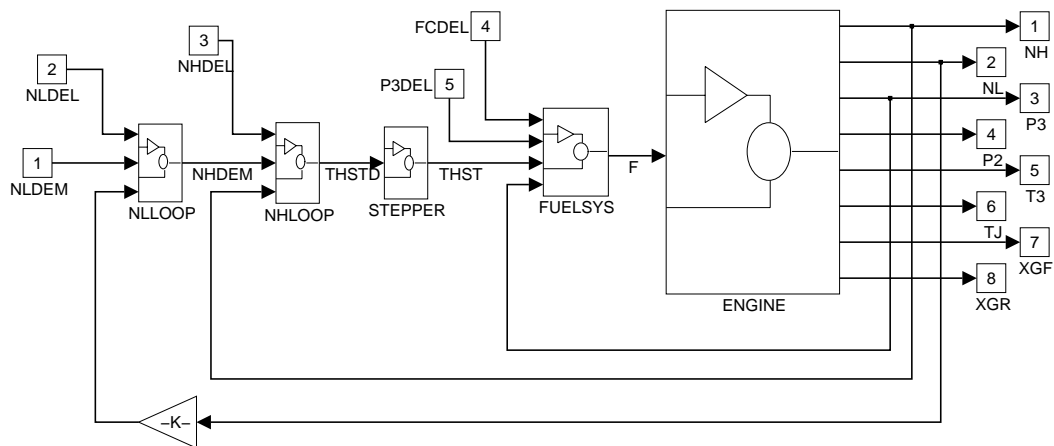 4
FCDEL
3
NHDEL
2
NLDEL
5
P3DEL
1
NLDEM
NLLOOP
NHDEM
NHLOOP
THSTD
STEPPER
THST
FUELSYS
F
ENGINE
1
NH
2
NL
3
P3
4
P2
5
T3
6
TJ
7
XGF
8
XGR
–K–